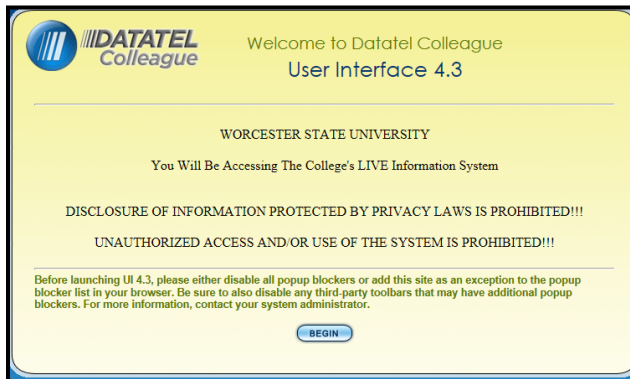 DATATEL
Colleague
Welcome to Datatel Colleague
User Interface 4.3
WORCESTER STATE UNIVERSITY
You Will Be Accessing The College's LIVE Information System
DISCLOSURE OF INFORMATION PROTECTED BY PRIVACY LAWS IS PROHIBITED!!!
UNAUTHORIZED ACCESS AND/OR USE OF THE SYSTEM IS PROHIBITED!!!
Before launching UI 4.3, please either disable all popup blockers or add this site as an exception to the popup
blocker list in your browser. Be sure to also disable any third-party toolbars that may have additional popup
blockers. For more information, contact your system administrator.
BEGIN